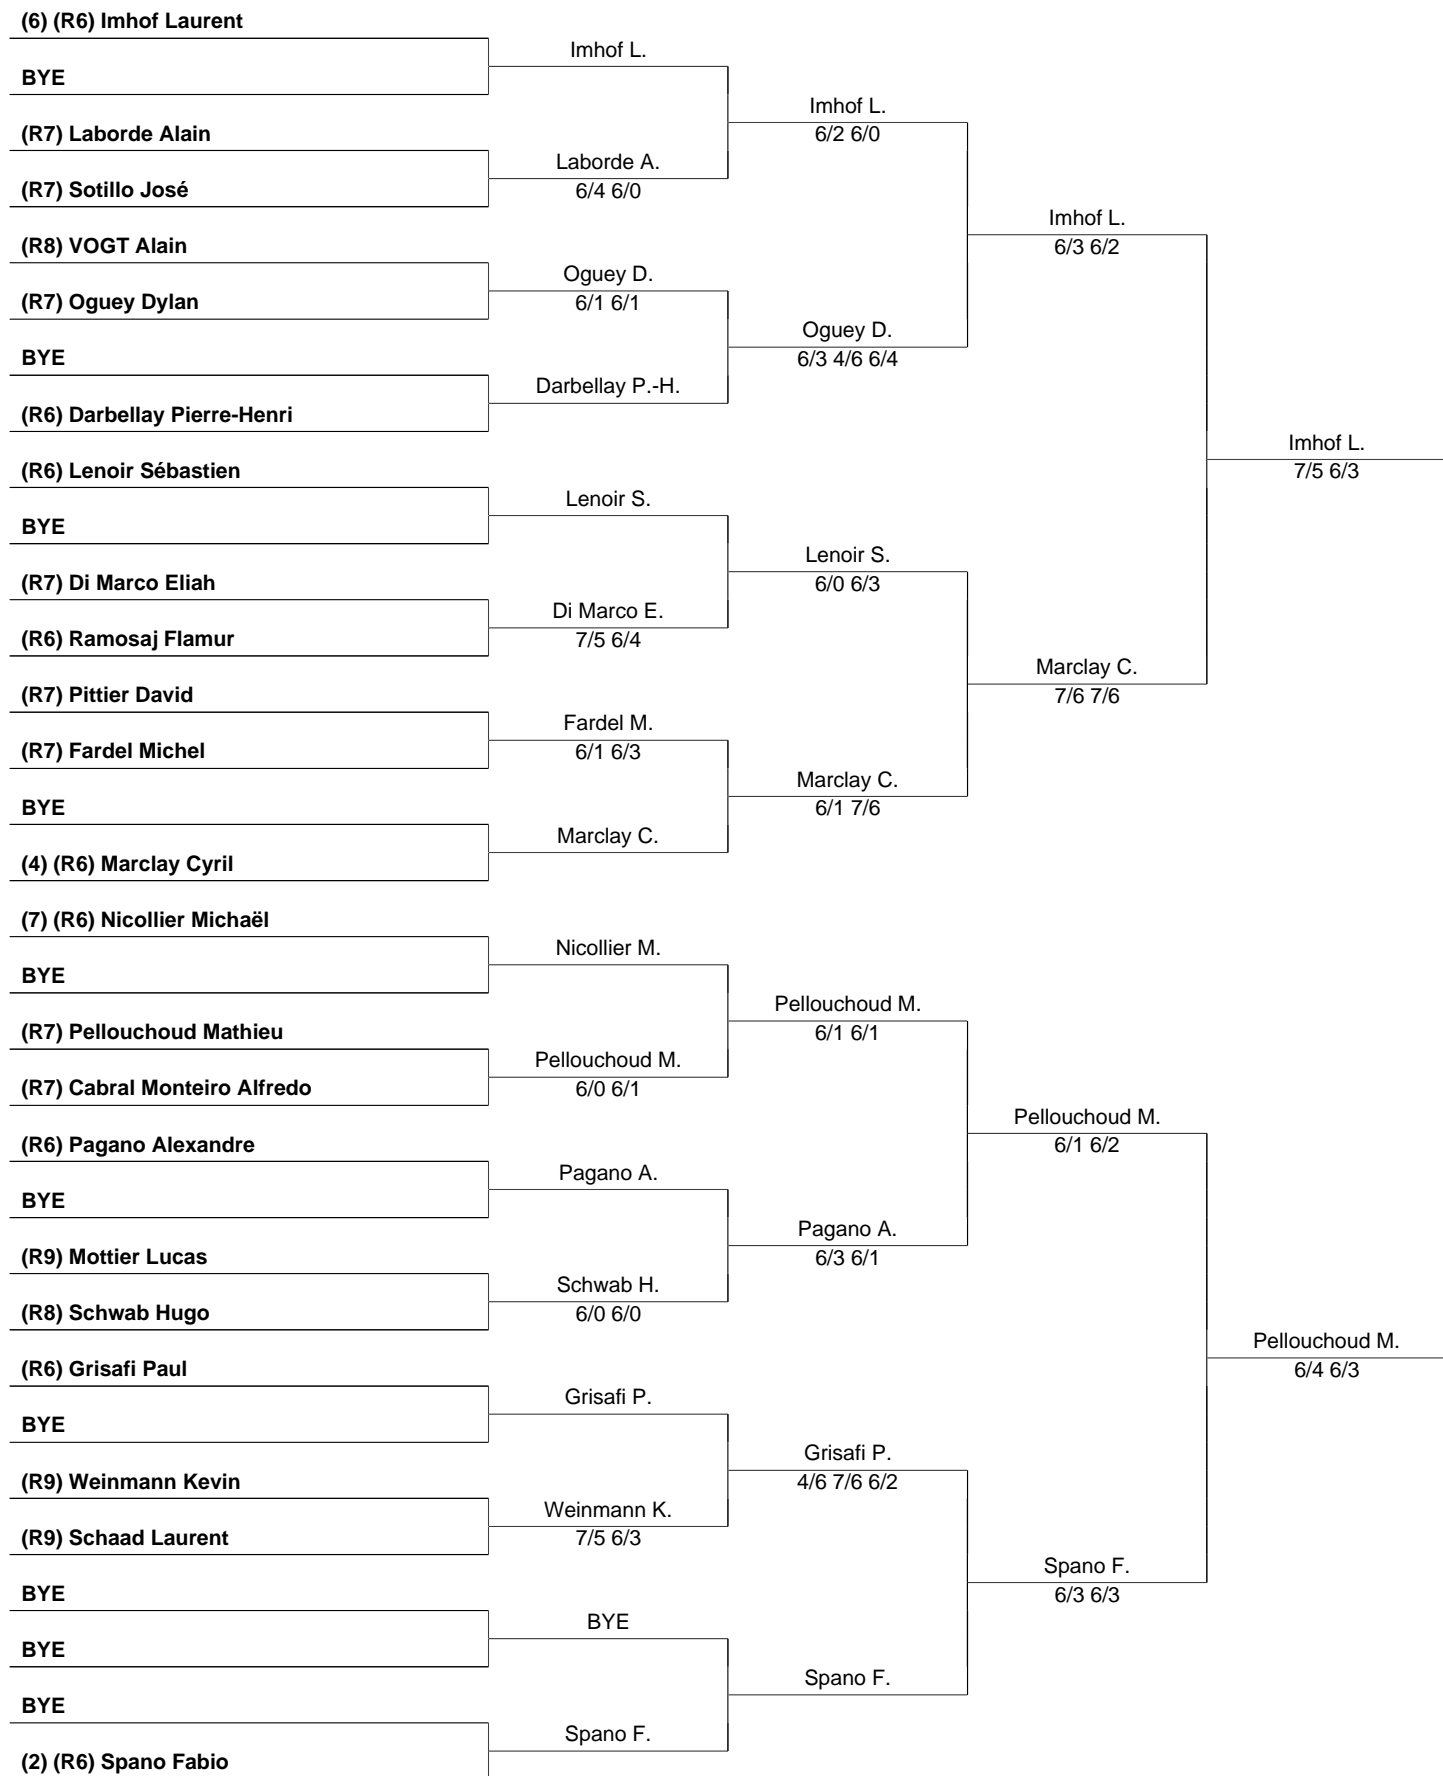 (6) (R6) Imhof Laurent
BYE
(R7) Laborde Alain
(R7) Sotillo José
(R8) VOGT Alain
(R7) Oguey Dylan
BYE
(R6) Darbellay Pierre-Henri
(R6) Lenoir Sébastien
BYE
(R7) Di Marco Eliah
(R6) Ramosaj Flamur
(R7) Pittier David
(R7) Fardel Michel
BYE
(4) (R6) Marclay Cyril
(7) (R6) Nicollier Michaël
BYE
(R7) Pellouchoud Mathieu
(R7) Cabral Monteiro Alfredo
(R6) Pagano Alexandre
BYE
(R9) Mottier Lucas
(R8) Schwab Hugo
(R6) Grisafi Paul
BYE
(R9) Weinmann Kevin
(R9) Schaad Laurent
BYE
BYE
BYE
(2) (R6) Spano Fabio
Imhof L.
Laborde A.
6/4 6/0
Oguey D.
6/1 6/1
Darbellay P.-H.
Lenoir S.
Di Marco E.
7/5 6/4
Fardel M.
6/1 6/3
Marclay C.
Nicollier M.
Pellouchoud M.
6/0 6/1
Pagano A.
Schwab H.
6/0 6/0
Grisafi P.
Weinmann K.
7/5 6/3
BYE
Spano F.
Imhof L.
6/2 6/0
Oguey D.
6/3 4/6 6/4
Lenoir S.
6/0 6/3
Marclay C.
6/1 7/6
Pellouchoud M.
6/1 6/1
Pagano A.
6/3 6/1
Grisafi P.
4/6 7/6 6/2
Spano F.
Imhof L.
6/3 6/2
Marclay C.
7/6 7/6
Pellouchoud M.
6/1 6/2
Spano F.
6/3 6/3
Imhof L.
7/5 6/3
Pellouchoud M.
6/4 6/3